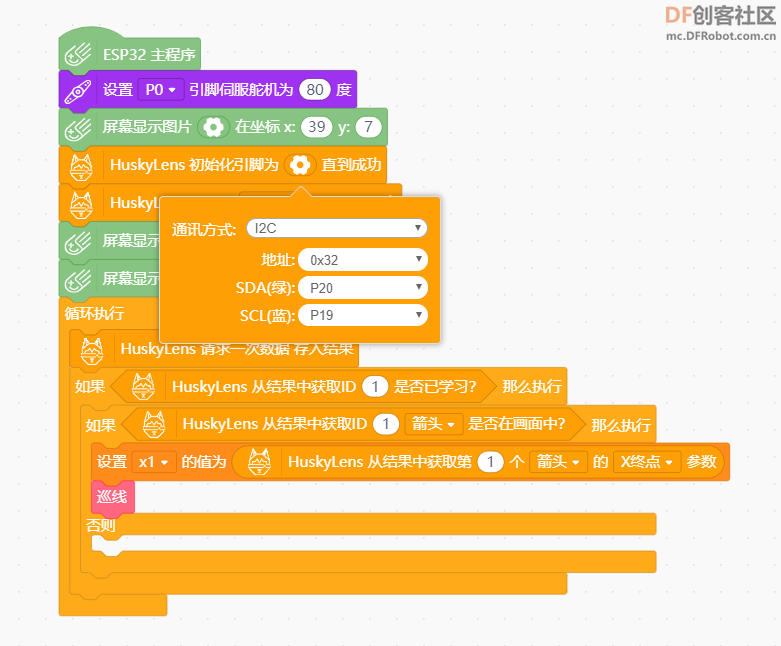 DF创客社区
mc.DFRobot.com.cn
ESP32 主程序
设置 P0 引脚伺服舵机为 80 度
屏幕显示图片 在坐标 x: 39 y: 7
HuskyLens 初始化引脚为 直到成功
HuskyL
通讯方式: I2C
屏幕显示
地址: 0x32
屏幕显示
SDA(绿): P20
SCL(蓝): P19
循环执行
HuskyLens 请求一次数据 存入结果
如果 HuskyLens 从结果中获取ID 1 是否已学习? 那么执行
如果 HuskyLens 从结果中获取ID 1 箭头 是否在画面中? 那么执行
设置 x1 的值为 HuskyLens 从结果中获取第 1 个 箭头 的 X终点 参数
巡线
否则